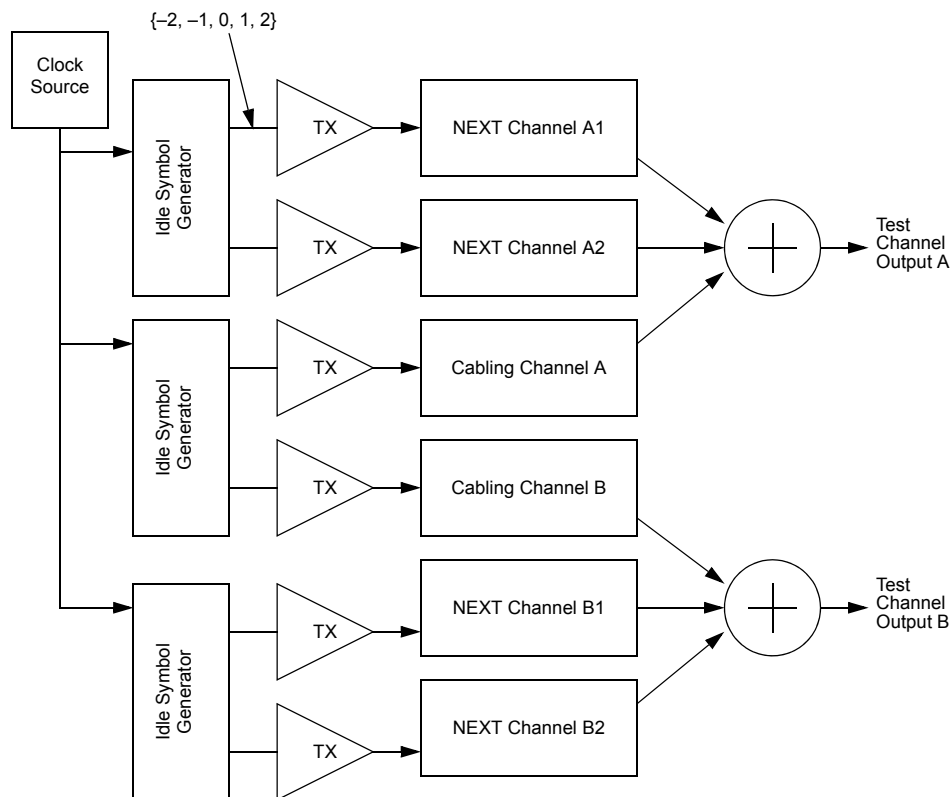 {–2, –1, 0, 1, 2}
Clock
Source
Idle Symbol
Generator
TX
NEXT Channel A1
TX
NEXT Channel A2
Test
Channel
Output A
Idle Symbol
Generator
TX
Cabling Channel A
TX
Cabling Channel B
Idle Symbol
Generator
TX
NEXT Channel B1
Test
Channel
Output B
TX
NEXT Channel B2